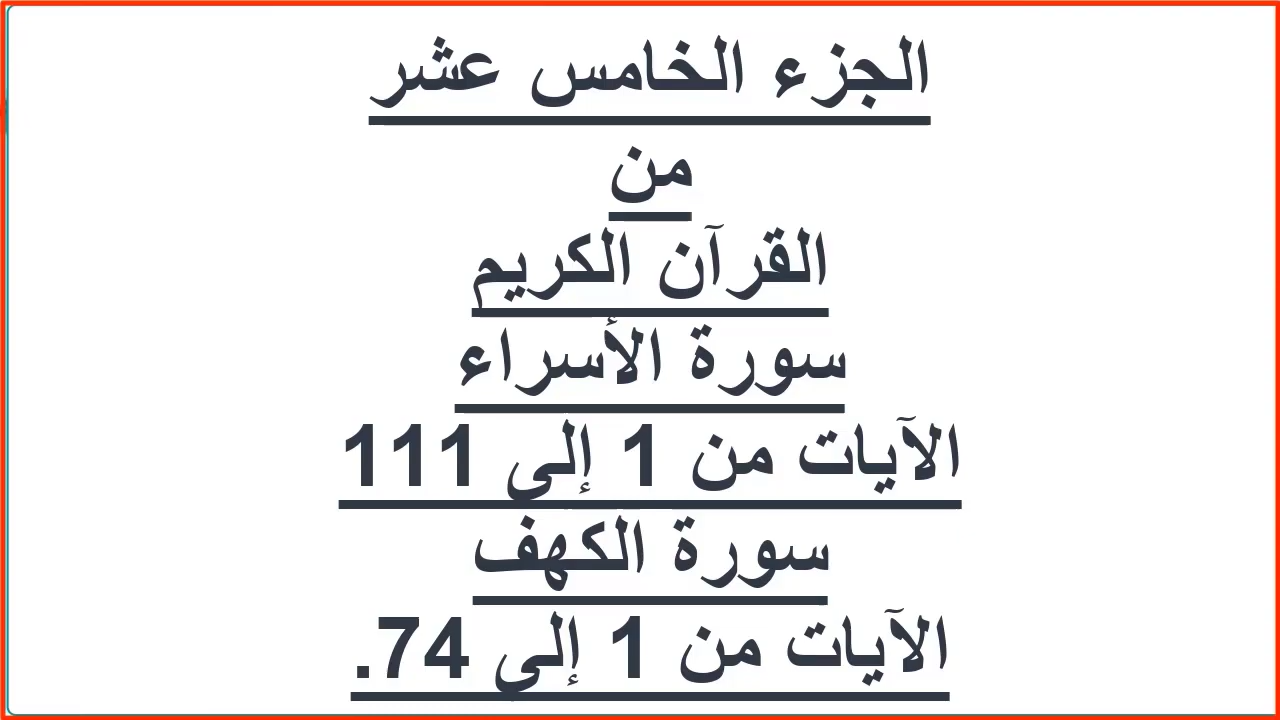 الجزء الخامس عشر
من
القرآن الكريم
سورة الأسراء
الآيات من 1 إلى 111
سورة الكهف
الآيات من 1 إلى 74.